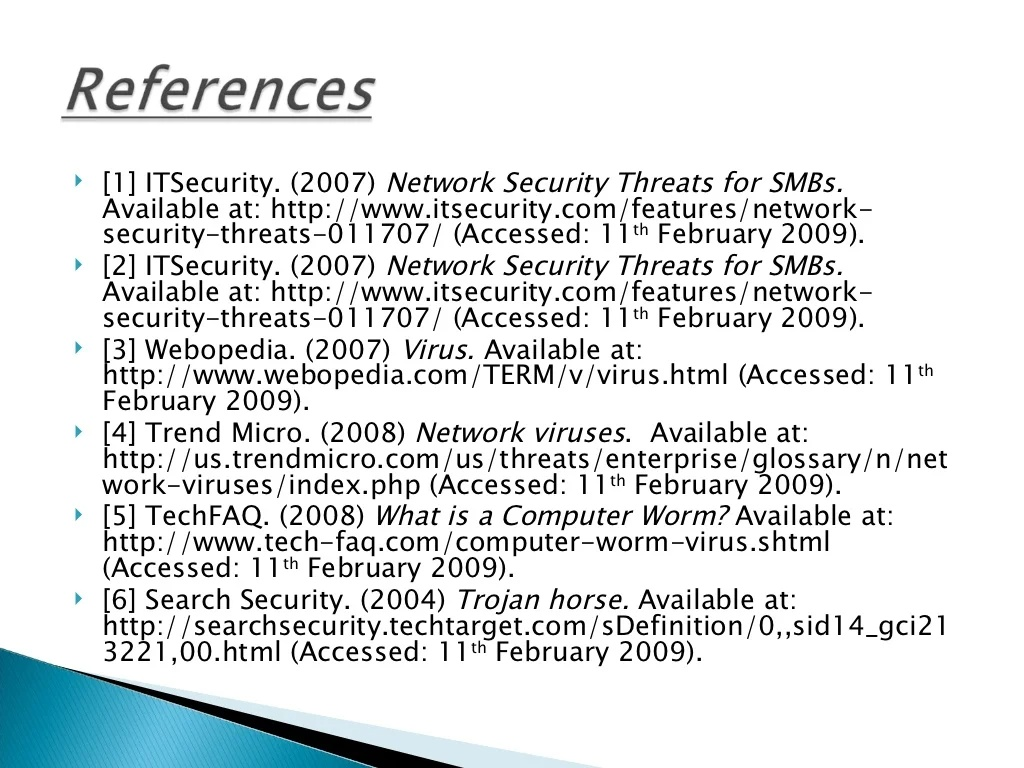 References
[1] ITSecurity. (2007) Network Security Threats for SMBs.
Available at: http://www.itsecurity.com/features/network-
security-threats-011707/ (Accessed: 11th February 2009).
[2] ITSecurity. (2007) Network Security Threats for SMBs.
Available at: http://www.itsecurity.com/features/network-
security-threats-011707/ (Accessed: 11th February 2009).
[3] Webopedia. (2007) Virus. Available at:
http://www.webopedia.com/TERM/v/virus.html (Accessed: 11th
February 2009).
[4] Trend Micro. (2008) Network viruses.  Available at:
http://us.trendmicro.com/us/threats/enterprise/glossary/n/net
work-viruses/index.php (Accessed: 11th February 2009).
[5] TechFAQ. (2008) What is a Computer Worm? Available at:
http://www.tech-faq.com/computer-worm-virus.shtml
(Accessed: 11th February 2009).
[6] Search Security. (2004) Trojan horse. Available at:
http://searchsecurity.techtarget.com/sDefinition/0,,sid14_gci21
3221,00.html (Accessed: 11th February 2009).